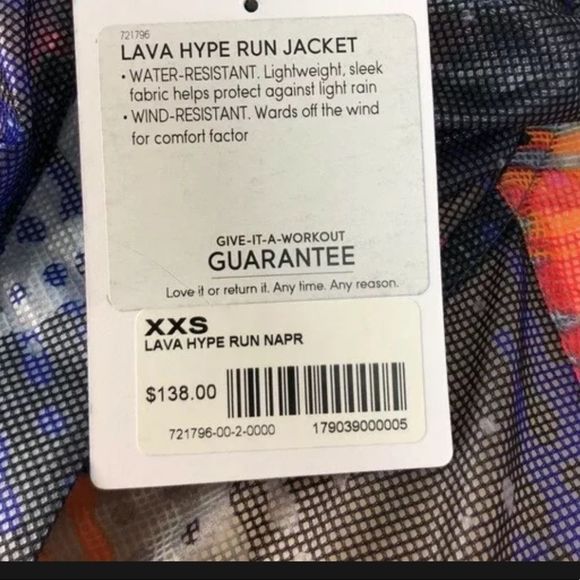 721796
LAVA HYPE RUN JACKET
• WATER-RESISTANT. Lightweight, sleek
fabric helps protect against light rain
• WIND-RESISTANT. Wards off the wind
for comfort factor
GIVE-IT-A-WORKOUT
GUARANTEE
Love it or return it. Any time. Any reason.
XXS
LAVA HYPE RUN NAPR
$138.00
721796-00-2-0000 179039000005